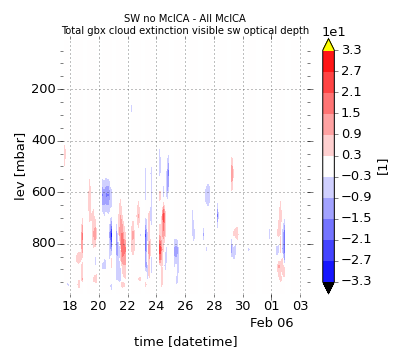 SW no McICA - All McICA
Total gbx cloud extinction visible sw optical depth
1e1
3.3
2.7
2.1
1.5
0.9
0.3
−0.3
−0.9
−1.5
−2.1
−2.7
−3.3
[1]
lev [mbar]
200
400
600
800
18 20 22 24 26 28 30 01 03
Feb 06
time [datetime]